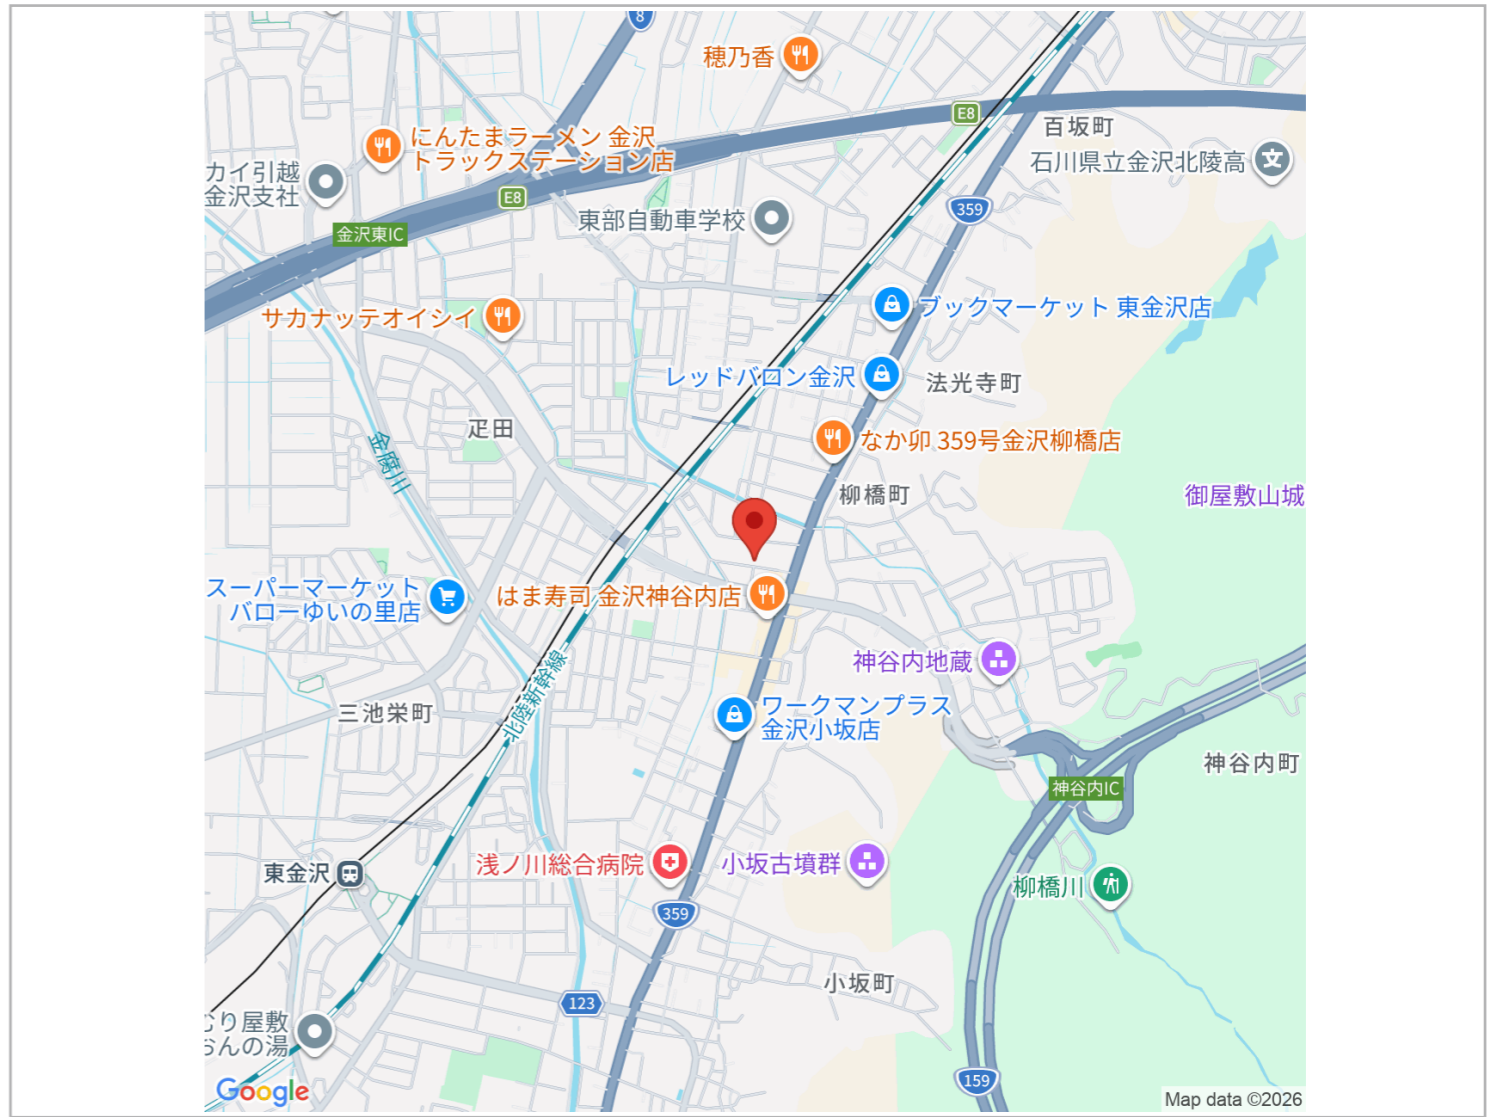 8
穂乃香
E8
百坂町
にんたまラーメン 金沢
トラックステーション店
石川県立金沢北陵高
カイ引越
金沢支社
E8
359
東部自動車学校
金沢東IC
ブックマーケット 東金沢店
サカナッテオイシイ
レッドバロン金沢
法光寺町
疋田
なか卯 359号金沢柳橋店
金腐川
柳橋町
御屋敷山城
スーパーマーケット
バローゆいの里店
はま寿司 金沢神谷内店
神谷内地蔵
北陸新幹線
三池栄町
ワークマンプラス
金沢小坂店
神谷内町
神谷内IC
浅ノ川総合病院
小坂古墳群
東金沢
柳橋川
359
小坂町
123
り屋敷
んの湯
159
Google
Map data ©2026